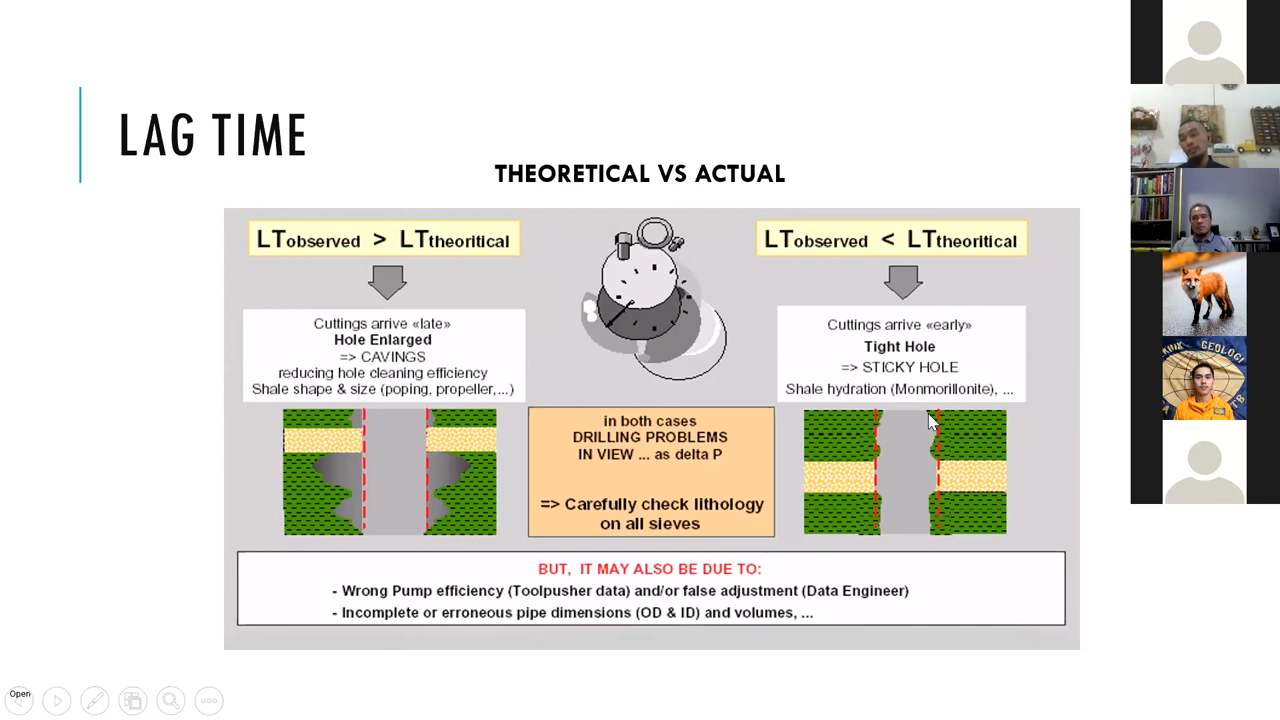 LAG TIME
THEORETICAL VS ACTUAL
LTobserved > LTtheoritical
Cuttings arrive «late»
Hole Enlarged
=> CAVINGS
reducing hole cleaning efficiency
Shale shape & size (poping, propeller,...)
LTobserved < LTtheoritical
Cuttings arrive «early»
Tight Hole
=> STICKY HOLE
Shale hydration (Monmorillonite), ...
in both cases
DRILLING PROBLEMS
IN VIEW ... as delta P
=> Carefully check lithology
on all sieves
BUT, IT MAY ALSO BE DUE TO:
- Wrong Pump efficiency (Toolpusher data) and/or false adjustment (Data Engineer)
- Incomplete or erroneous pipe dimensions (OD & ID) and volumes, ...
Open